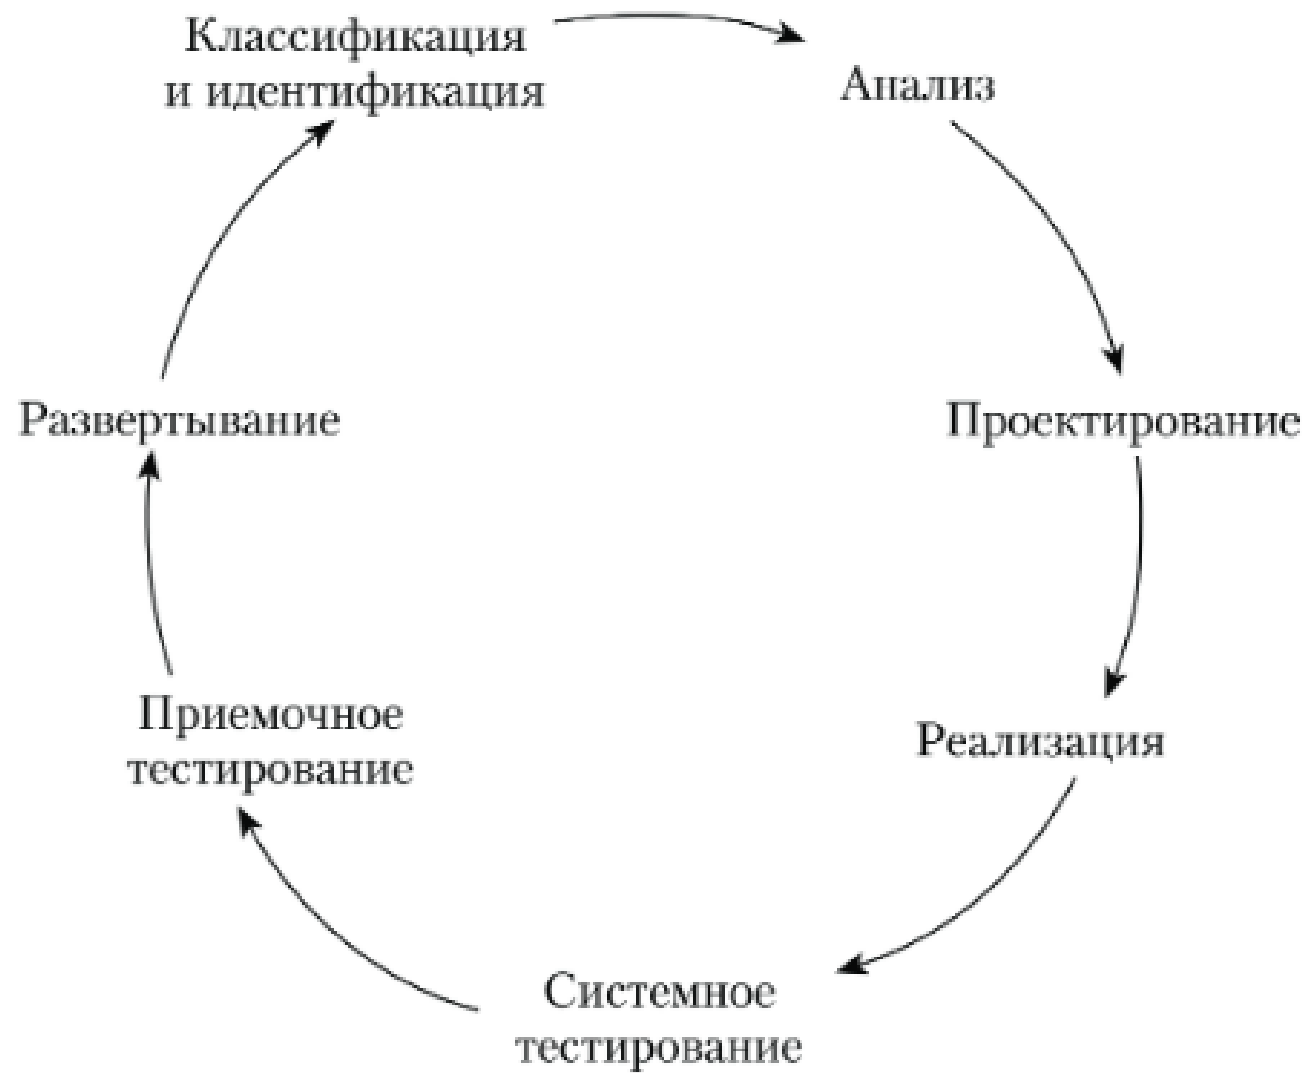 Классификация
и идентификация
Анализ
Проектирование
Реализация
Системное
тестирование
Приемочное
тестирование
Развертывание